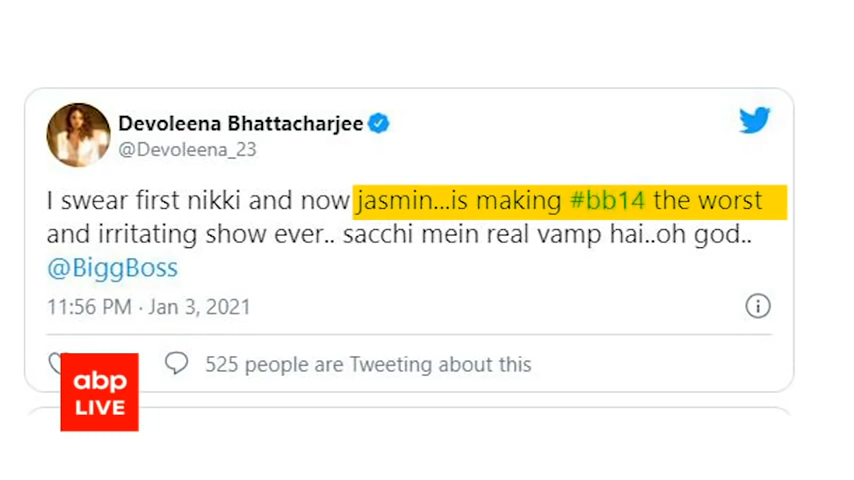 Devoleena Bhattacharjee
@Devoleena_23
I swear first nikki and now jasmin...is making #bb14 the worst
and irritating show ever.. sacchi mein real vamp hai..oh god..
@BiggBoss
11:56 PM · Jan 3, 2021
525 people are Tweeting about this
abp
LIVE